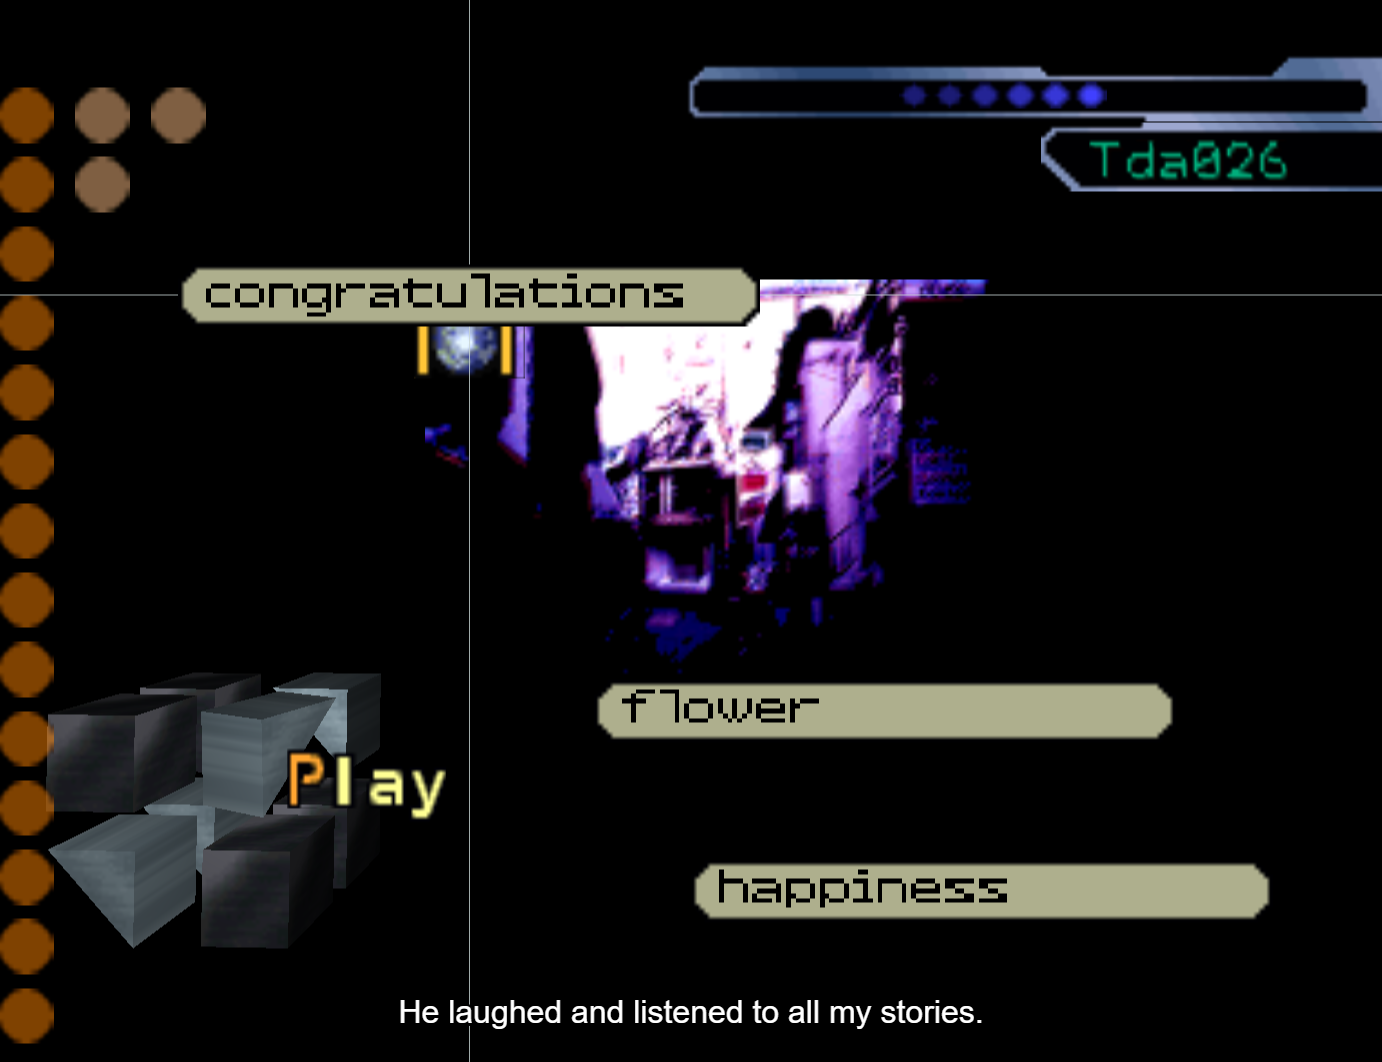 Tda026
congratulations
flower
Play
happiness
He laughed and listened to all my stories.